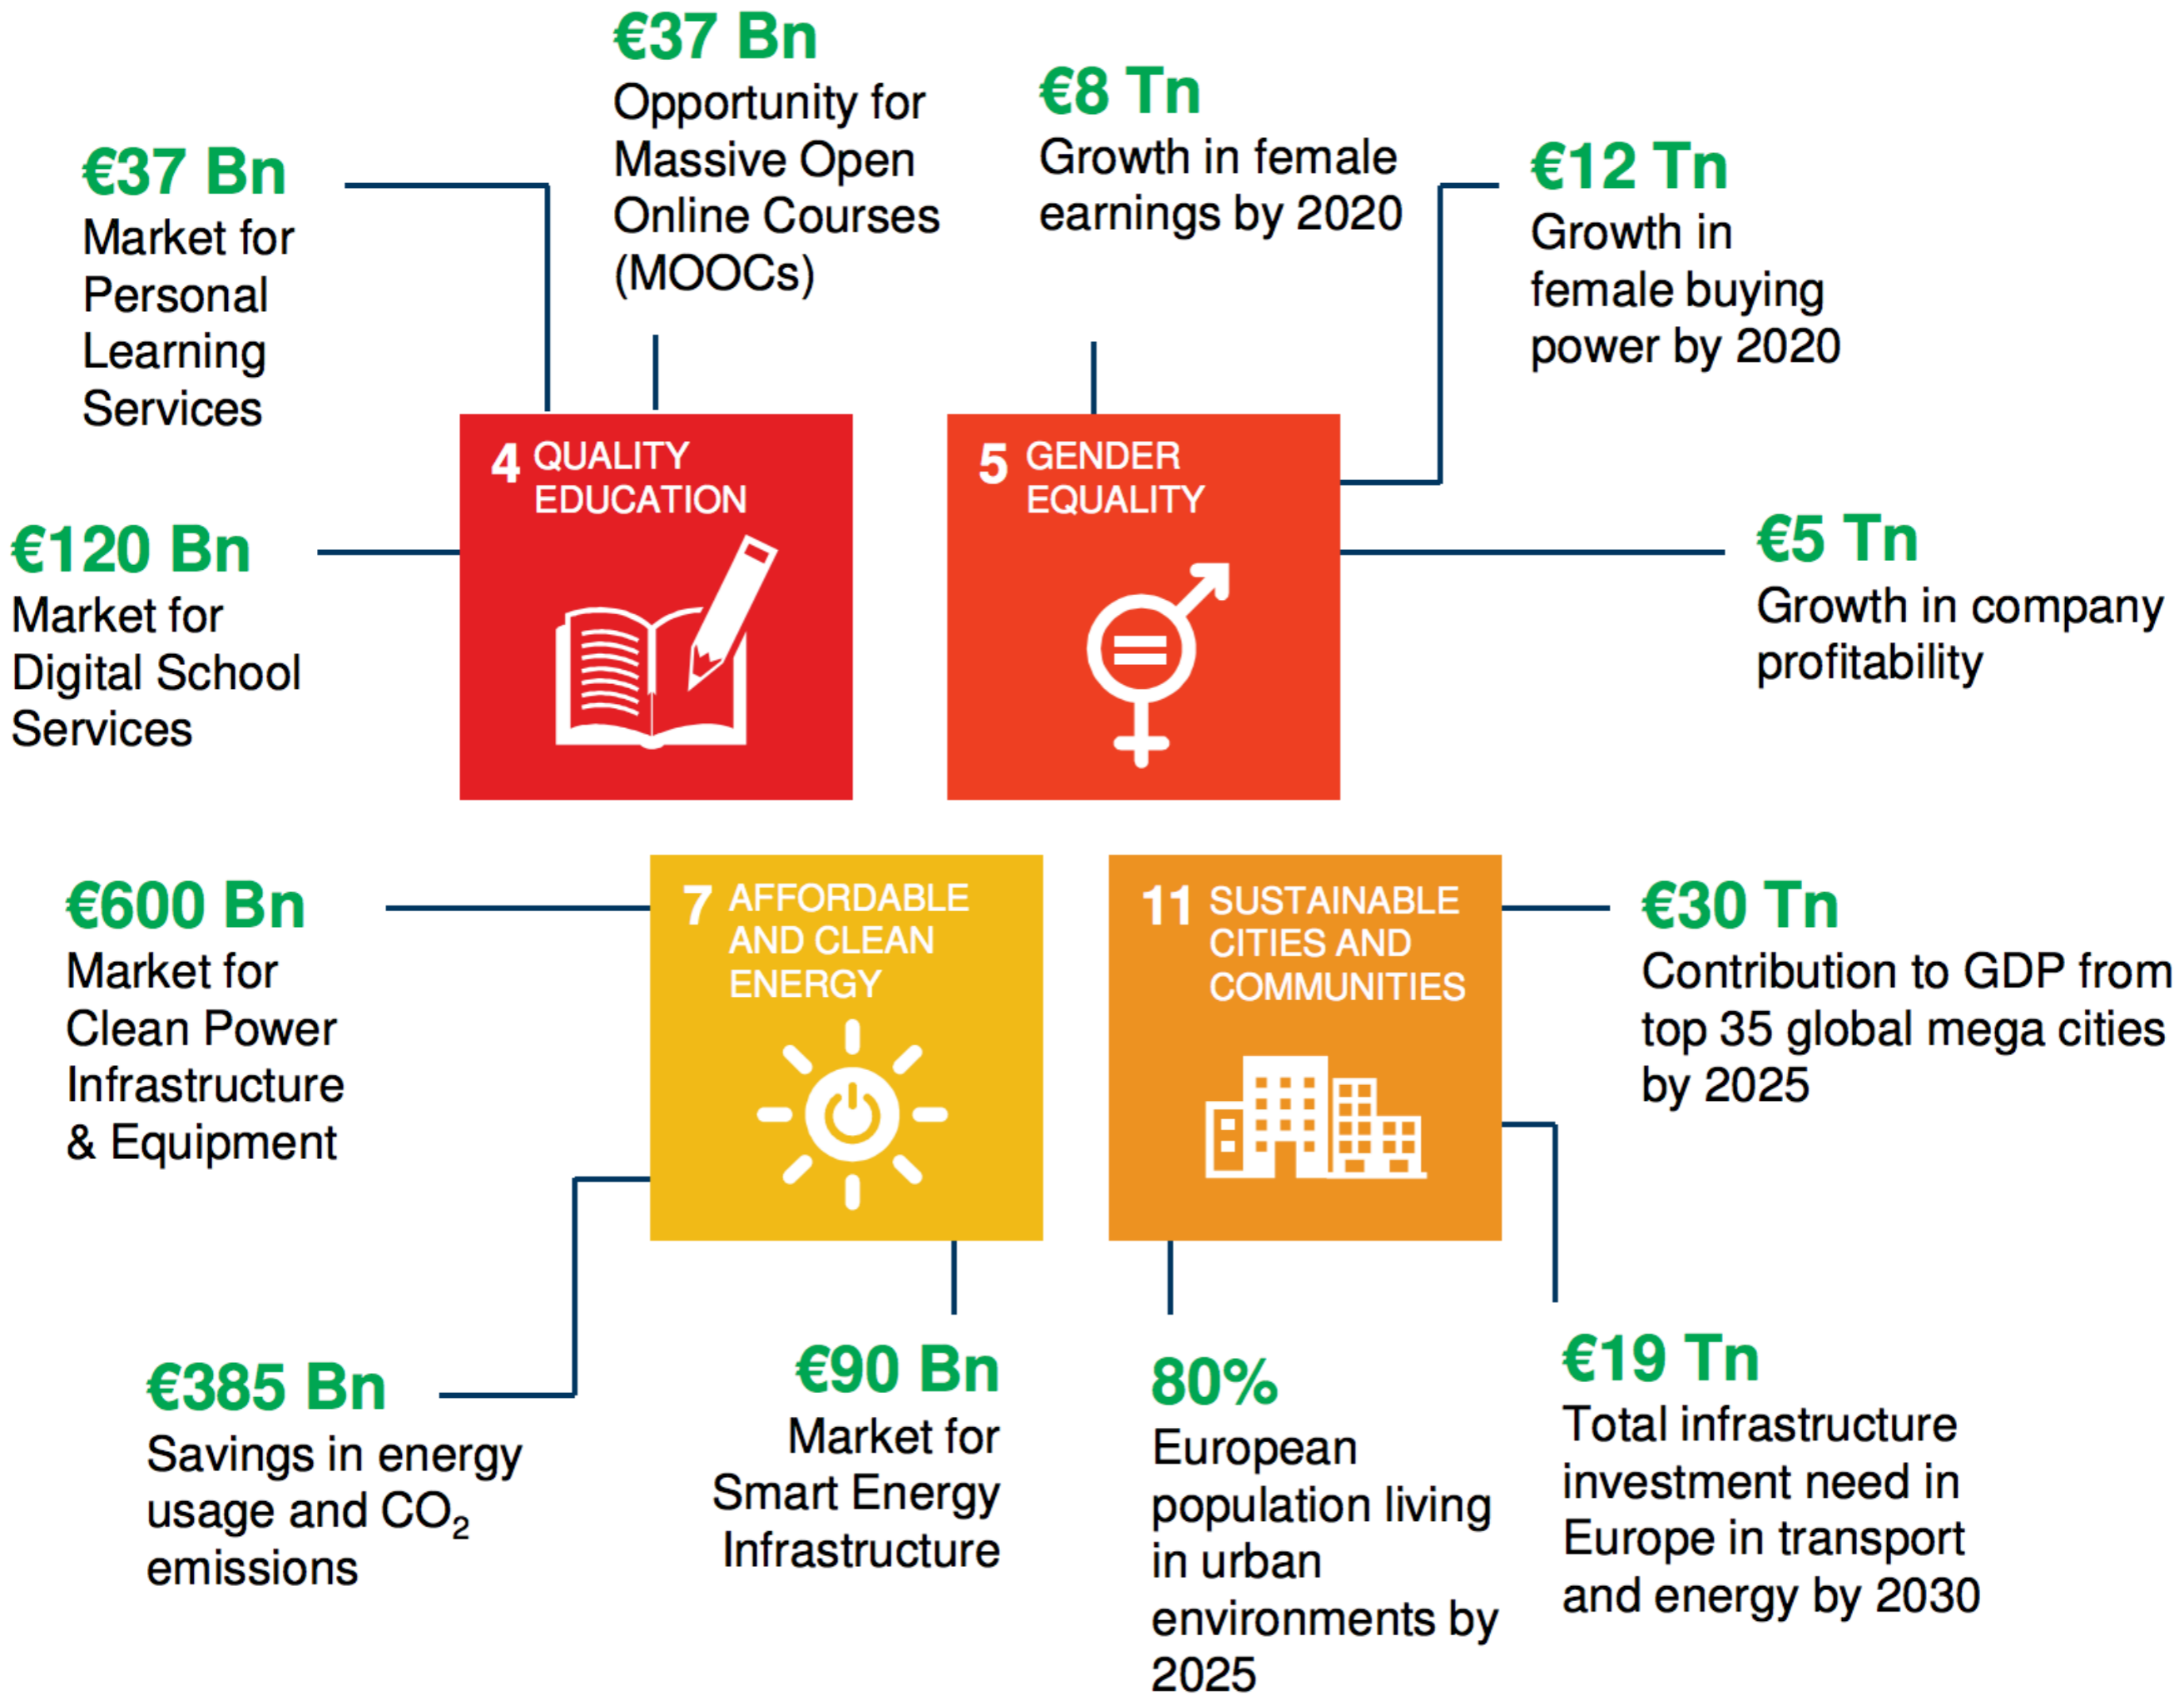 €37 Bn
Market for
Personal
Learning
Services
€37 Bn
Opportunity for
Massive Open
Online Courses
(MOOCs)
€8 Tn
Growth in female
earnings by 2020
€12 Tn
Growth in
female buying
power by 2020
€120 Bn
Market for
Digital School
Services
4 QUALITY
EDUCATION
5 GENDER
EQUALITY
€5 Tn
Growth in company
profitability
€600 Bn
Market for
Clean Power
Infrastructure
& Equipment
7 AFFORDABLE
AND CLEAN
ENERGY
11 SUSTAINABLE
CITIES AND
COMMUNITIES
€30 Tn
Contribution to GDP from
top 35 global mega cities
by 2025
€385 Bn
Savings in energy
usage and CO₂
emissions
€90 Bn
Market for
Smart Energy
Infrastructure
80%
European
population living
in urban
environments by
2025
€19 Tn
Total infrastructure
investment need in
Europe in transport
and energy by 2030